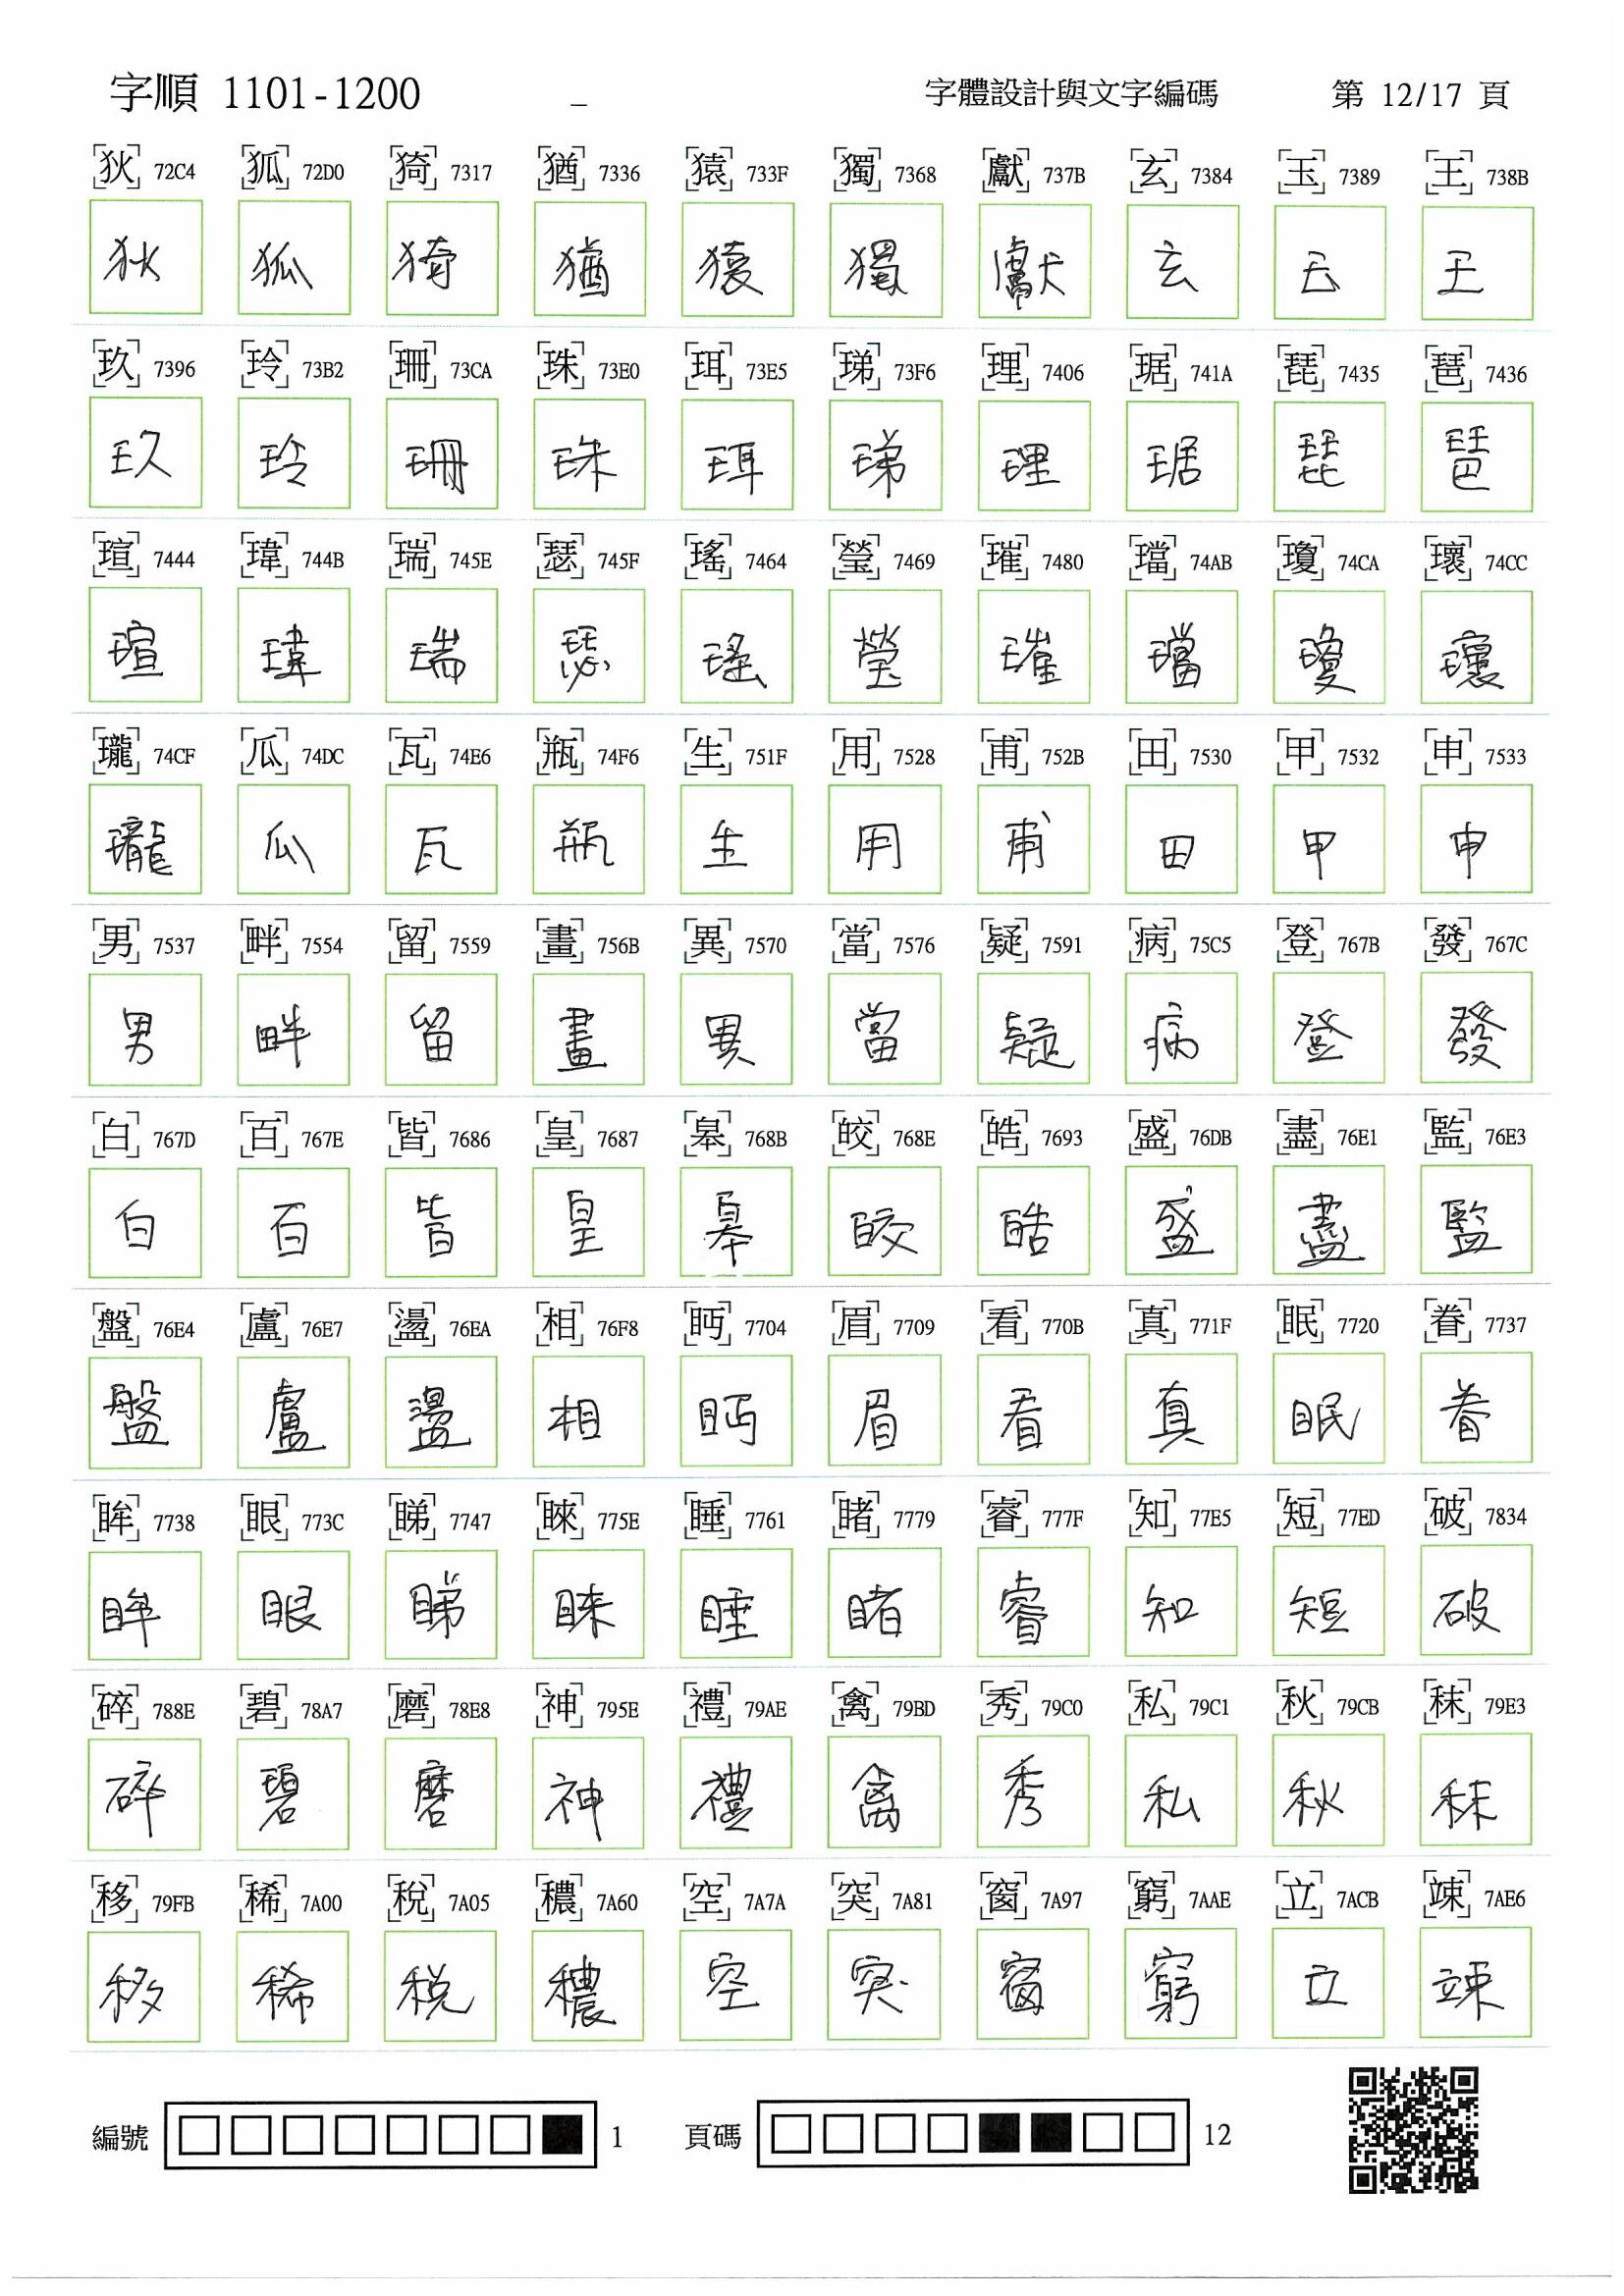 字順 1101-1200 _ 字體設計與文字編碼 第 12/17 頁
狄 72C4 狐 72D0 猗 7317 猶 7336 猿 733F 獨 7368 獻 737B 玄 7384 玉 7389 王 738B
狄 狐 猗 猶 猿 獨 獻 玄 玉 王
玖 7396 玲 73B2 珊 73CA 珠 73E0 珥 73E5 珶 73F6 理 7406 琚 741A 琵 7435 琶 7436
玖 玲 珊 珠 珥 珶 理 琚 琵 琶
瑄 7444 瑋 744B 瑞 745E 瑟 745F 瑤 7464 瑩 7469 璀 7480 璫 74AB 瓊 74CA 瓌 74CC
瑄 瑋 瑞 瑟 瑤 瑩 璀 璫 瓊 瓌
瓏 74CF 瓜 74DC 瓦 74E6 瓶 74F6 生 751F 用 7528 甫 752B 田 7530 甲 7532 申 7533
瓏 瓜 瓦 瓶 生 用 甫 田 甲 申
男 7537 畔 7554 留 7559 畫 756B 異 7570 當 7576 疑 7591 病 75C5 登 767B 發 767C
男 畔 留 畫 異 當 疑 病 登 發
白 767D 百 767E 皆 7686 皇 7687 皋 768B 皎 768E 皓 7693 盛 76DB 盡 76E1 監 76E3
白 百 皆 皇 皋 皎 皓 盛 盡 監
盤 76E4 盧 76E7 盪 76EA 相 76F8 眄 7704 眉 7709 看 770B 真 771F 眠 7720 眷 7737
盤 盧 盪 相 眄 眉 看 真 眠 眷
眸 7738 眼 773C 睇 7747 睞 775E 睡 7761 睹 7779 睿 777F 知 77E5 短 77ED 破 7834
眸 眼 睇 睞 睡 睹 睿 知 短 破
碎 788E 碧 78A7 磨 78E8 神 795E 禮 79AE 禽 79BD 秀 79C0 私 79C1 秋 79CB 秣 79E3
碎 碧 磨 神 禮 禽 秀 私 秋 秣
移 79FB 稀 7A00 稅 7A05 穠 7A60 空 7A7A 突 7A81 窗 7A97 窮 7AAE 立 7ACB 竦 7AE6
移 稀 稅 穠 空 突 窗 窮 立 竦
編號 1 頁碼 12